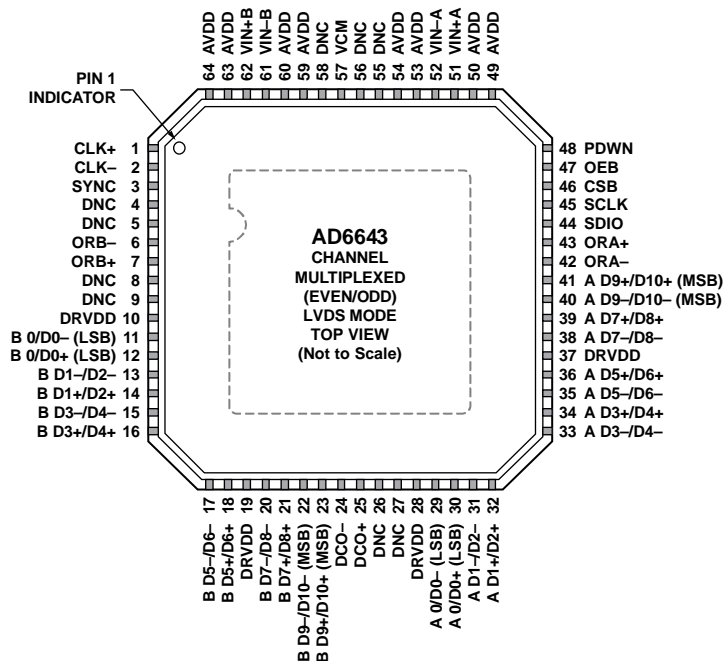 64 AVDD
63 AVDD
62 VIN+B
61 VIN–B
60 AVDD
59 AVDD
58 DNC
57 VCM
56 DNC
55 DNC
54 AVDD
53 AVDD
52 VIN–A
51 VIN+A
50 AVDD
49 AVDD
PIN 1
INDICATOR
CLK+ 1
CLK– 2
SYNC 3
DNC 4
DNC 5
ORB– 6
ORB+ 7
DNC 8
DNC 9
DRVDD 10
B 0/D0– (LSB) 11
B 0/D0+ (LSB) 12
B D1–/D2– 13
B D1+/D2+ 14
B D3–/D4– 15
B D3+/D4+ 16
AD6643
CHANNEL
MULTIPLEXED
(EVEN/ODD)
LVDS MODE
TOP VIEW
(Not to Scale)
48 PDWN
47 OEB
46 CSB
45 SCLK
44 SDIO
43 ORA+
42 ORA–
41 A D9+/D10+ (MSB)
40 A D9–/D10– (MSB)
39 A D7+/D8+
38 A D7–/D8–
37 DRVDD
36 A D5+/D6+
35 A D5–/D6–
34 A D3+/D4+
33 A D3–/D4–
B D5–/D6– 17
B D5+/D6+ 18
DRVDD 19
B D7–/D8– 20
B D7+/D8+ 21
B D9–/D10– (MSB) 22
B D9+/D10+ (MSB) 23
DCO– 24
DCO+ 25
DNC 26
DNC 27
DRVDD 28
A 0/D0– (LSB) 29
A 0/D0+ (LSB) 30
A D1–/D2– 31
A D1+/D2+ 32